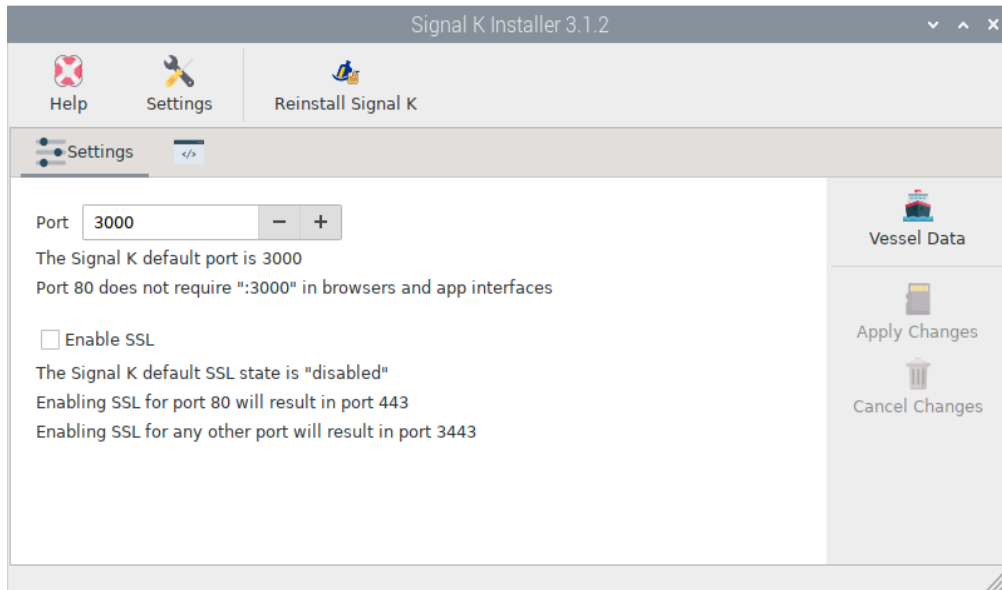 Signal K Installer 3.1.2
Help
Settings
Reinstall Signal K
Settings
</>
Port 3000 − +
The Signal K default port is 3000
Port 80 does not require ":3000" in browsers and app interfaces
Enable SSL
The Signal K default SSL state is "disabled"
Enabling SSL for port 80 will result in port 443
Enabling SSL for any other port will result in port 3443
Vessel Data
Apply Changes
Cancel Changes